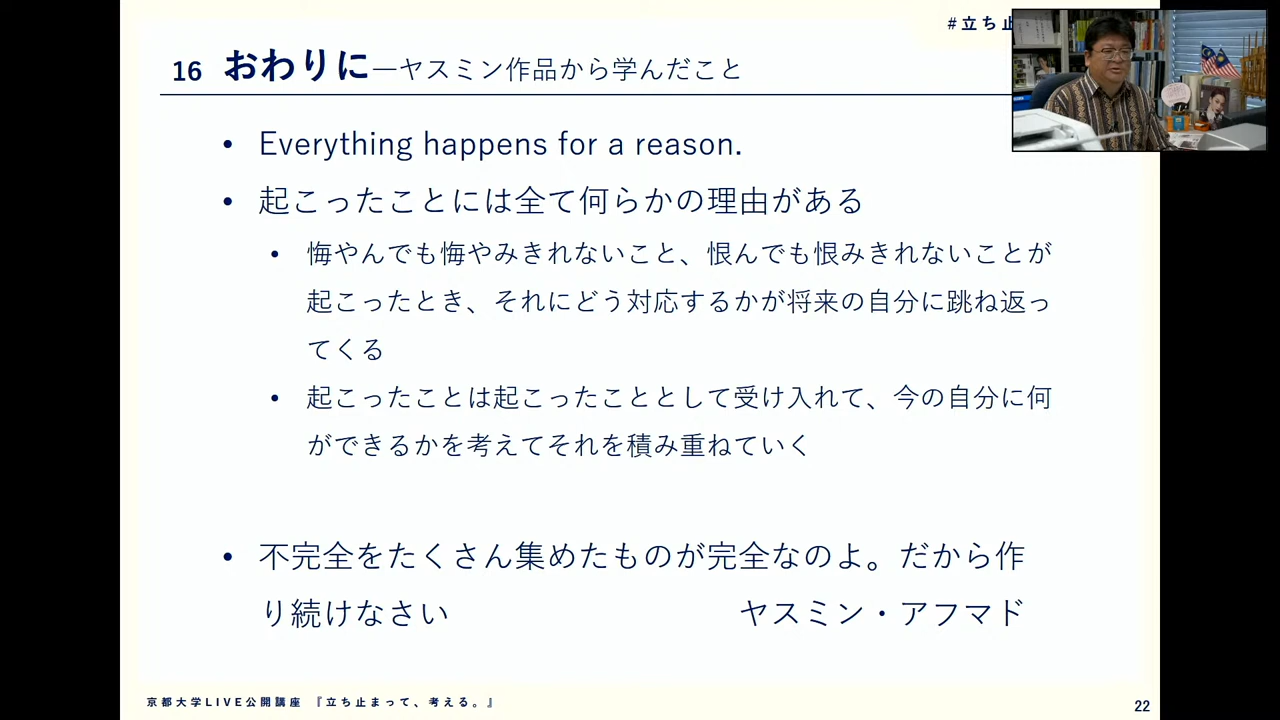 #立ち止
16 おわりに―ヤスミン作品から学んだこと
• Everything happens for a reason.
• 起こったことには全て何らかの理由がある
• 悔やんでも悔やみきれないこと、恨んでも恨みきれないことが
起こったとき、それにどう対応するかが将来の自分に跳ね返っ
てくる
• 起こったことは起こったこととして受け入れて、今の自分に何
ができるかを考えてそれを積み重ねていく
• 不完全をたくさん集めたものが完全なのよ。だから作
り続けなさい ヤスミン・アフマド
京都大学LIVE公開講座 『立ち止まって、考える。』
22